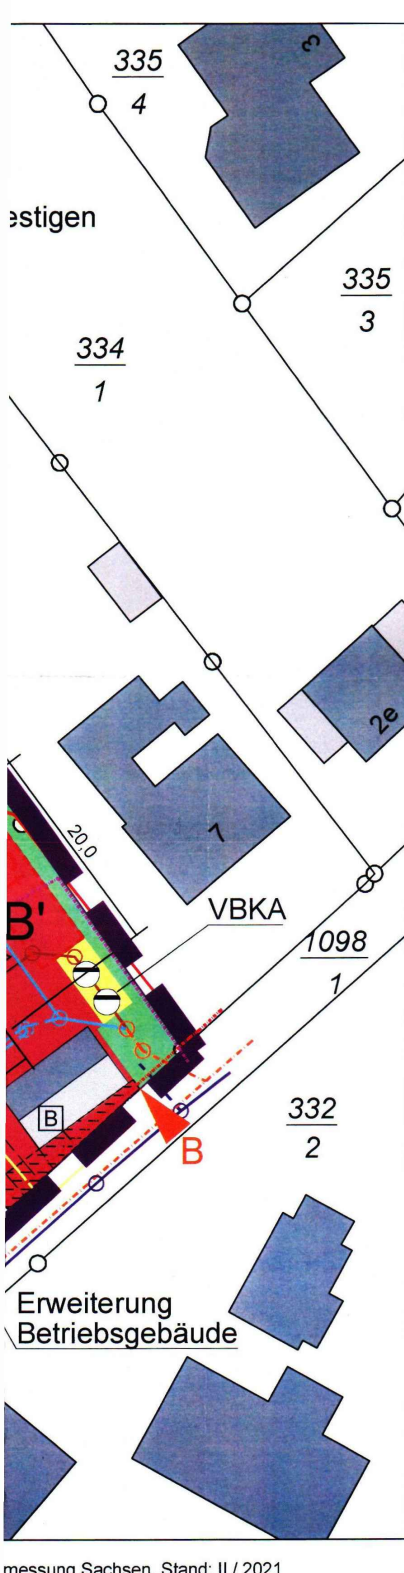 335
4
3
estigen
335
3
334
1
2e
7
20,0
B'
VBKA
1098
1
B
332
2
B
Erweiterung
Betriebsgebäude
messung Sachsen, Stand: II / 2021